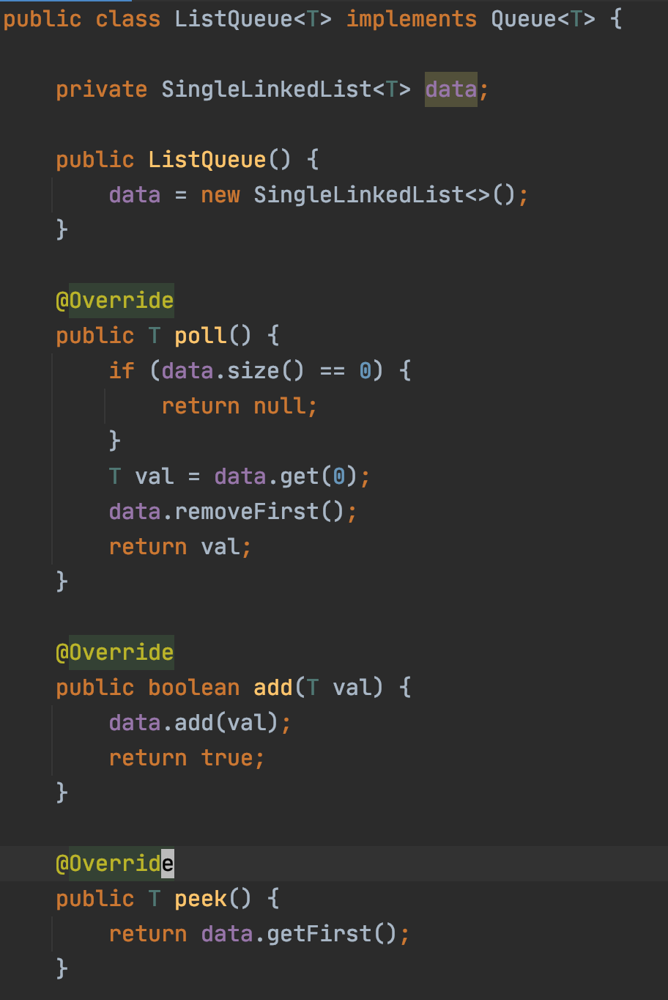 public class ListQueue<T> implements Queue<T> {
private SingleLinkedList<T> data;
public ListQueue() {
data = new SingleLinkedList<>();
}
@Override
public T poll() {
if (data.size() == 0) {
return null;
}
T val = data.get(0);
data.removeFirst();
return val;
}
@Override
public boolean add(T val) {
data.add(val);
return true;
}
@Override
public T peek() {
return data.getFirst();
}